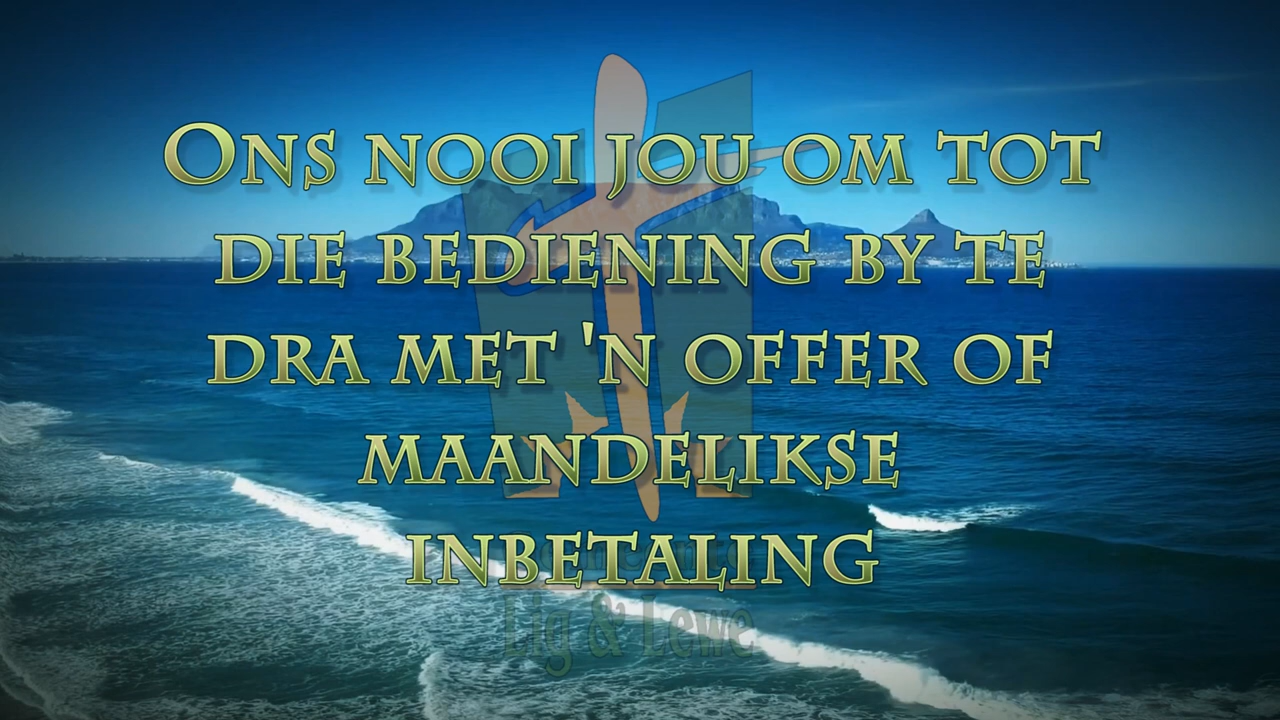 Ons nooi jou om tot
die bediening by te
dra met 'n offer of
maandelikse
inbetaling
Lig & Lewe